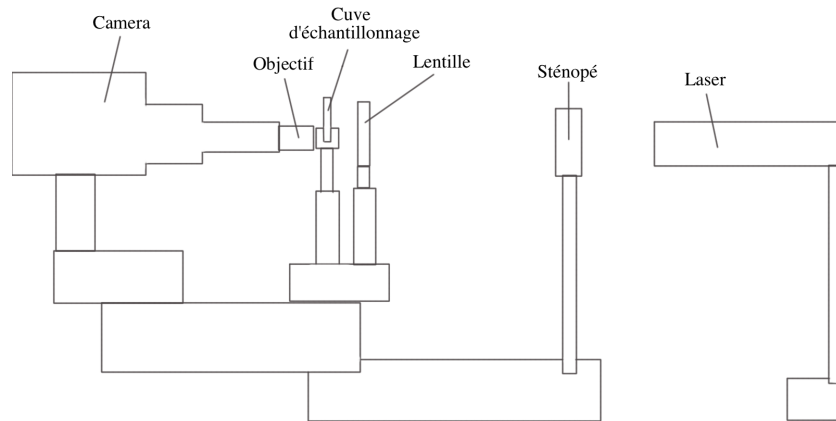 Camera
Cuve
d'échantillonnage
Objectif
Lentille
Sténopé
Laser